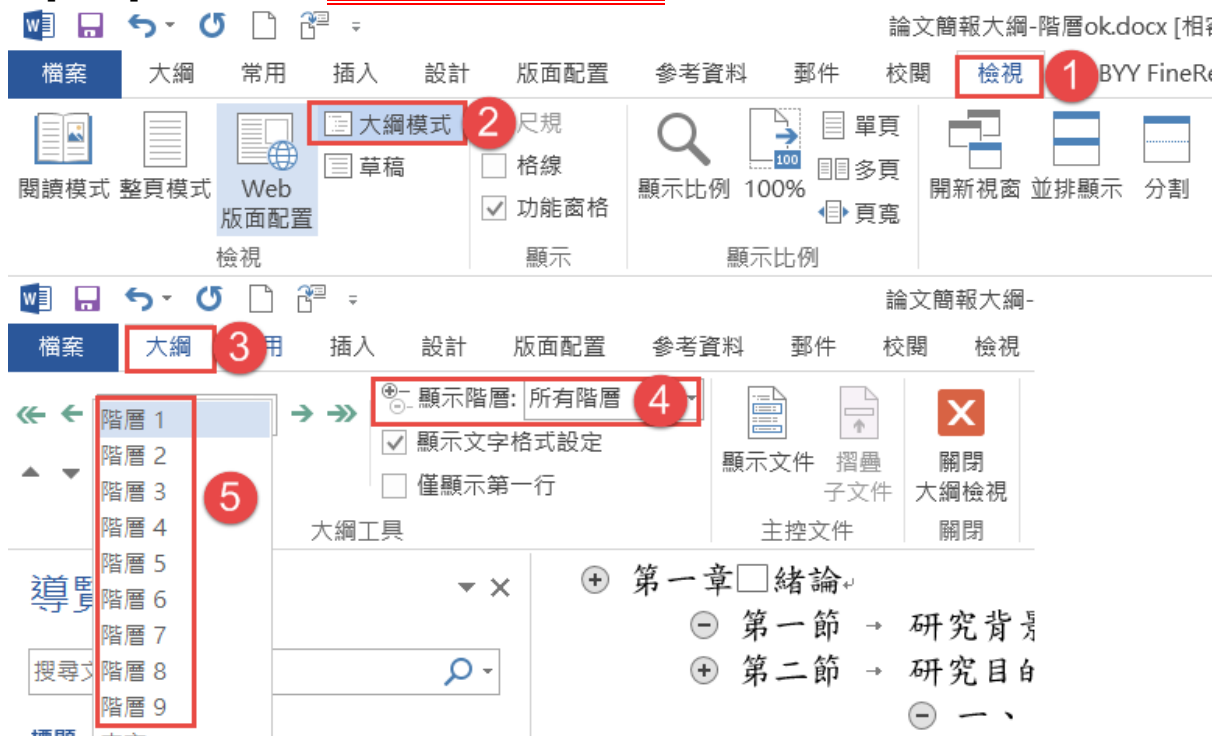 論文簡報大綱-階層ok.docx [相容
檔案 大綱 常用 插入 設計 版面配置 參考資料 郵件 校閱 檢視 1 BYY FineRe
大綱模式 2 尺規 單頁
草稿 格線 100 多頁
閱讀模式 整頁模式 Web 版面配置 功能窗格 顯示比例 100% 頁寬 開新視窗 並排顯示 分割
檢視 顯示 顯示比例
論文簡報大綱-
檔案 大綱 3 用 插入 設計 版面配置 參考資料 郵件 校閱 檢視
階層 1 顯示階層: 所有階層 4
階層 2 顯示文字格式設定
階層 3 5 僅顯示第一行
顯示文件 摺疊子文件 關閉大綱檢視
階層 4 大綱工具 主控文件 關閉
階層 5
階層 6
階層 7
階層 8
階層 9
導覽
搜尋文
標題
第一章□緒論
第一節 → 研究背景
第二節 → 研究目的
一、